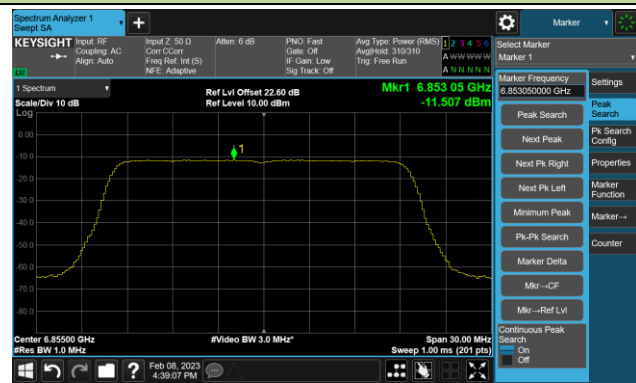 Spectrum Analyzer 1
Swept SA
Marker
KEYSIGHT
Input: RF
Coupling: AC
Align: Auto
Input Z: 50 Ω
Corr CCorr
Freq Ref: Int (S)
NFE: Adaptive
Atten: 6 dB
PNO: Fast
Gate: Off
IF Gain: Low
Sig Track: Off
Avg Type: Power (RMS)
Avg|Hold: 310/310
Trig: Free Run
1 2 3 4 5 6
A W W W W W
A N N N N N
LW
Select Marker
Marker 1
1 Spectrum
Scale/Div 10 dB
Log
Ref Lvl Offset 22.60 dB
Ref Level 10.00 dBm
Mkr1 6.853 05 GHz
-11.507 dBm
1
0.00
-10.0
-20.0
-30.0
-40.0
-50.0
-60.0
-70.0
-80.0
Center 6.85500 GHz
#Res BW 1.0 MHz
#Video BW 3.0 MHz*
Span 30.00 MHz
Sweep 1.00 ms (201 pts)
Marker Frequency
6.853050000 GHz
Peak Search
Next Peak
Next Pk Right
Next Pk Left
Minimum Peak
Pk-Pk Search
Marker Delta
Mkr→CF
Mkr→Ref Lvl
Continuous Peak
Search
On
Off
Settings
Peak
Search
Pk Search
Config
Properties
Marker
Function
Marker→
Counter
?
Feb 08, 2023
4:39:07 PM